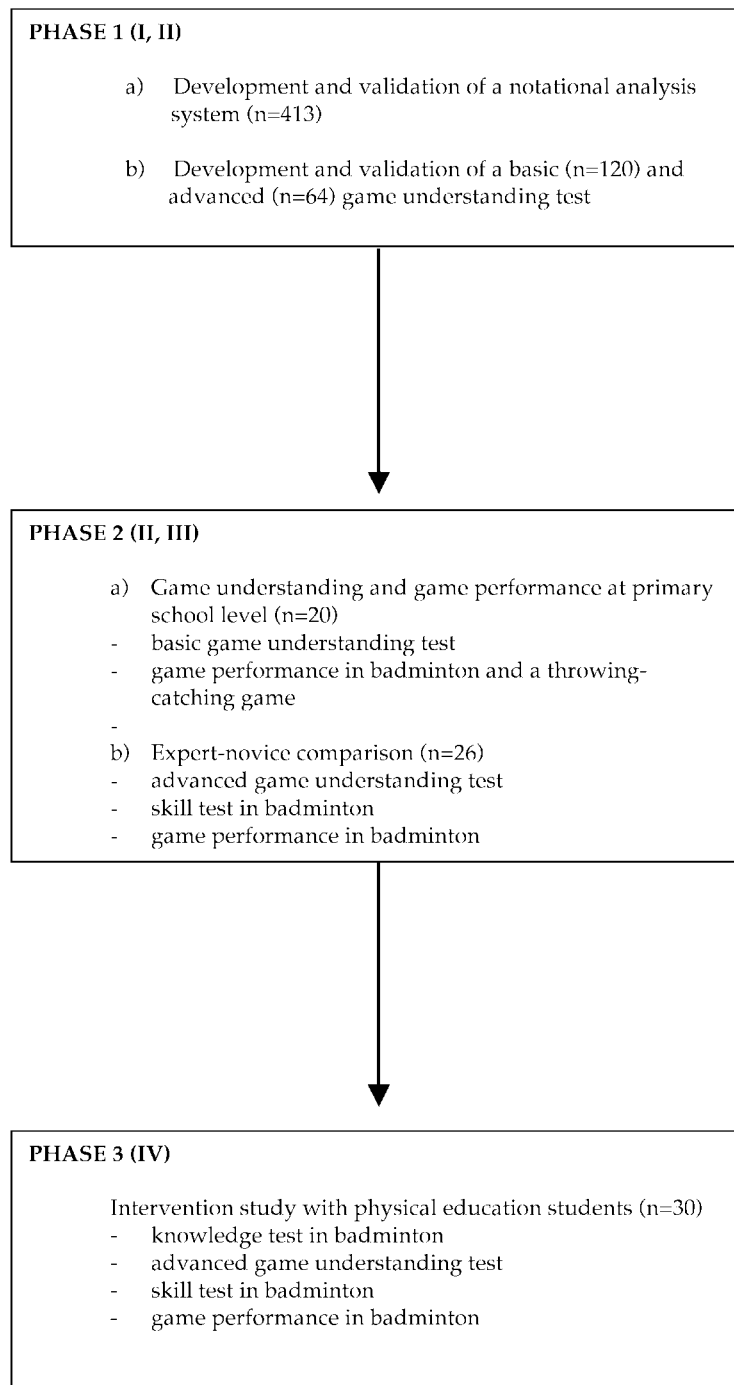 PHASE 1 (I, II)
a) Development and validation of a notational analysis
system (n=413)
b) Development and validation of a basic (n=120) and
advanced (n=64) game understanding test
PHASE 2 (II, III)
a) Game understanding and game performance at primary
school level (n=20)
- basic game understanding test
- game performance in badminton and a throwing-
catching game
-
b) Expert-novice comparison (n=26)
- advanced game understanding test
- skill test in badminton
- game performance in badminton
PHASE 3 (IV)
Intervention study with physical education students (n=30)
- knowledge test in badminton
- advanced game understanding test
- skill test in badminton
- game performance in badminton